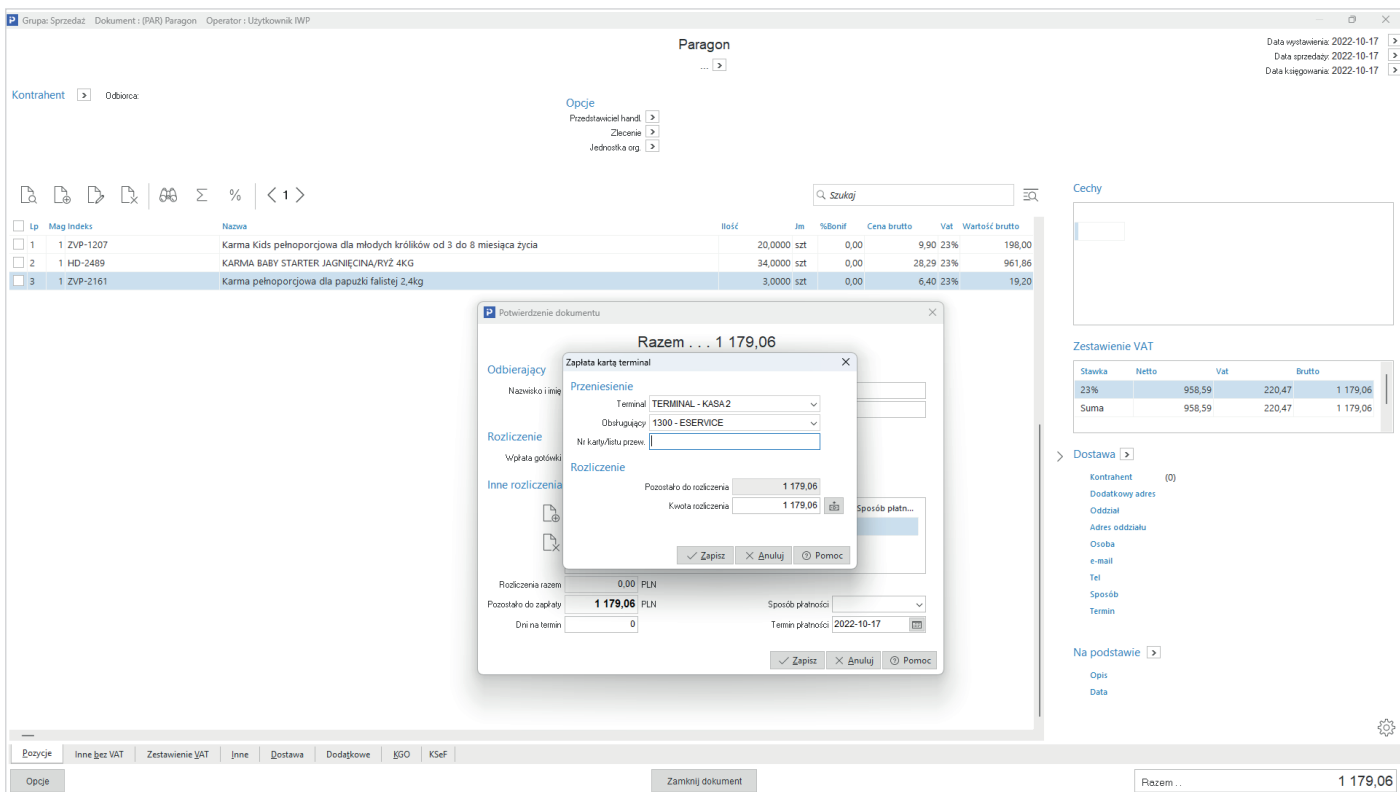 Grupa: Sprzedaż Dokument : (PAR) Paragon Operator : Użytkownik IWP
Paragon
...
Data wystawienia: 2022-10-17
Data sprzedaży: 2022-10-17
Data księgowania: 2022-10-17
Kontrahent Odbiorca:
Opcje
Przedstawiciel handl.
Zlecenie
Jednostka org.
1
Szukaj
Lp Mag Indeks Nazwa Ilość Jm %Bonif Cena brutto Vat Wartość brutto
1 1 ZVP-1207 Karma Kids pełnoporcjowa dla młodych królików od 3 do 8 miesiąca życia 20,0000 szt 0,00 9,90 23% 198,00
2 1 HD-2489 KARMA BABY STARTER JAGNIĘCINA/RYŻ 4KG 34,0000 szt 0,00 28,29 23% 961,86
3 1 ZVP-2161 Karma pełnoporcjowa dla papużki falistej 2,4kg 3,0000 szt 0,00 6,40 23% 19,20
Potwierdzenie dokumentu
Razem . . . 1 179,06
Odbierający
Nazwisko i imię
Rozliczenie
Wpłata gotówki
Inne rozliczenia
Sposób płatn...
Rozliczenia razem 0,00 PLN
Pozostało do zapłaty 1 179,06 PLN
Sposób płatności
Dni na termin 0
Termin płatności 2022-10-17
Zapisz Anuluj Pomoc
Zapłata kartą terminal
Przeniesienie
Terminal TERMINAL - KASA 2
Obsługujący 1300 - ESERVICE
Nr karty/listu przew.
Rozliczenie
Pozostało do rozliczenia 1 179,06
Kwota rozliczenia 1 179,06
Zapisz Anuluj Pomoc
Cechy
Zestawienie VAT
Stawka Netto Vat Brutto
23% 958,59 220,47 1 179,06
Suma 958,59 220,47 1 179,06
Dostawa
Kontrahent (0)
Dodatkowy adres
Oddział
Adres oddziału
Osoba
e-mail
Tel
Sposób
Termin
Na podstawie
Opis
Data
Pozycje Inne bez VAT Zestawienie VAT Inne Dostawa Dodatkowe KGO KSeF
Opcje
Zamknij dokument
Razem . . 1 179,06